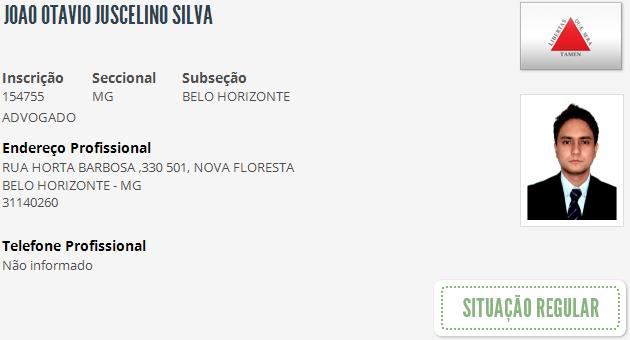 JOAO OTAVIO JUSCELINO SILVA
LIBERTAS QUÆ SERA
TAMEN
Inscrição Seccional Subseção
154755 MG BELO HORIZONTE
ADVOGADO
Endereço Profissional
RUA HORTA BARBOSA ,330 501, NOVA FLORESTA
BELO HORIZONTE - MG
31140260
Telefone Profissional
Não informado
SITUAÇÃO REGULAR